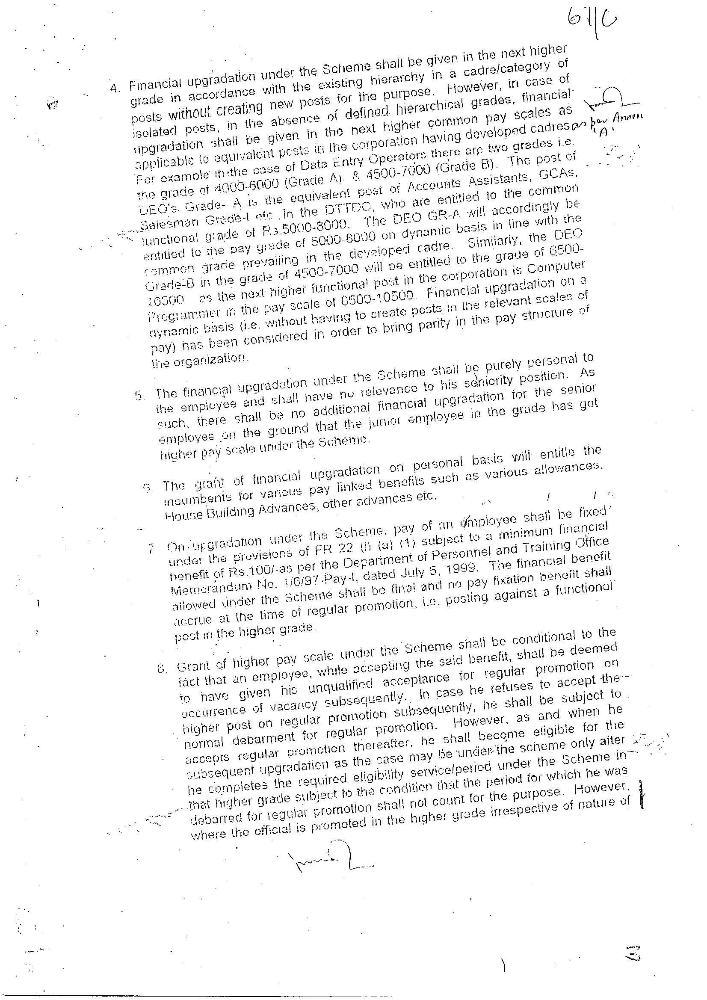 67/C
4. Financial upgradation under the Scheme shall be given in the next higher
grade in accordance with the existing hierarchy in a cadre/category of
posts without creating new posts for the purpose. However, in case of
isolated posts, in the absence of defined hierarchical grades, financial
upgradation shall be given in the next higher common pay scales as
applicable to equivalent posts in the corporation having developed cadres as per Annex
'A'
For example in the case of Data Entry Operators there are two grades i.e.
the grade of 4000-6000 (Grade A) & 4500-7000 (Grade B). The post of
DEO's Grade- A is the equivalent post of Accounts Assistants, GCAs,
Salesman Grade-I etc. in the DTTDC, who are entitled to the common
functional grade of Rs.5000-8000. The DEO GR-A will accordingly be
entitled to the pay grade of 5000-8000 on dynamic basis in line with the
common grade prevailing in the developed cadre. Similarly, the DEO
Grade-B in the grade of 4500-7000 will be entitled to the grade of 6500-
10500 as the next higher functional post in the corporation is Computer
Programmer in the pay scale of 6500-10500. Financial upgradation on a
dynamic basis (i.e. without having to create posts in the relevant scales of
pay) has been considered in order to bring parity in the pay structure of
the organization.
5. The financial upgradation under the Scheme shall be purely personal to
the employee and shall have no relevance to his seniority position. As
such, there shall be no additional financial upgradation for the senior
employee on the ground that the junior employee in the grade has got
higher pay scale under the Scheme.
6. The grant of financial upgradation on personal basis will entitle the
incumbents for various pay linked benefits such as various allowances,
House Building Advances, other advances etc.
7 On upgradation under the Scheme, pay of an employee shall be fixed
under the provisions of FR 22 (I) (a) (1) subject to a minimum financial
benefit of Rs.100/-as per the Department of Personnel and Training Office
Memorandum No. 1/6/97-Pay-I, dated July 5, 1999. The financial benefit
allowed under the Scheme shall be final and no pay fixation benefit shall
accrue at the time of regular promotion, i.e. posting against a functional
post in the higher grade.
8. Grant of higher pay scale under the Scheme shall be conditional to the
fact that an employee, while accepting the said benefit, shall be deemed
to have given his unqualified acceptance for regular promotion on
occurrence of vacancy subsequently. In case he refuses to accept the
higher post on regular promotion subsequently, he shall be subject to
normal debarment for regular promotion. However, as and when he
accepts regular promotion thereafter, he shall become eligible for the
subsequent upgradation as the case may be under the scheme only after
he completes the required eligibility service/period under the Scheme in
that higher grade subject to the condition that the period for which he was
debarred for regular promotion shall not count for the purpose. However,
where the official is promoted in the higher grade irrespective of nature of
3